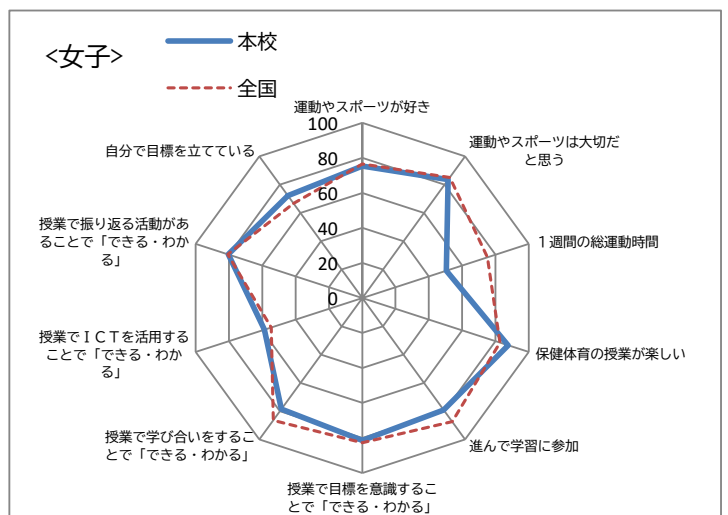 <女子>
本校
全国
運動やスポーツが好き
運動やスポーツは大切だ
と思う
1週間の総運動時間
保健体育の授業が楽しい
進んで学習に参加
授業で目標を意識するこ
とで「できる・わかる」
授業で学び合いをするこ
とで「できる・わかる」
授業でICTを活用する
ことで「できる・わか
る」
授業で振り返る活動があ
ることで「できる・わか
る」
自分で目標を立てている
100
80
60
40
20
0